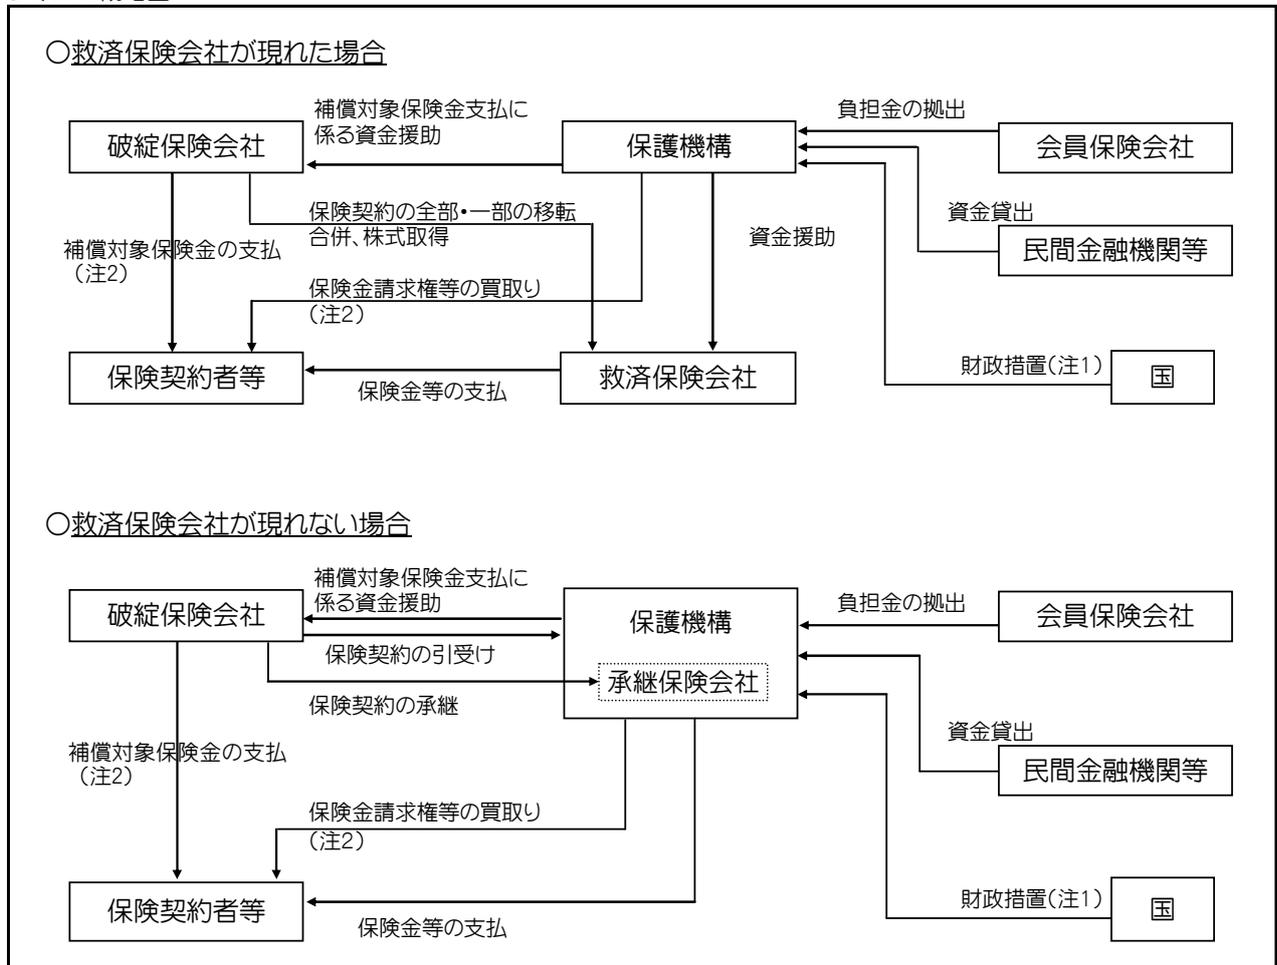 ○救済保険会社が現れた場合
補償対象保険金支払に
係る資金援助
負担金の拠出
破綻保険会社
保護機構
会員保険会社
保険契約の全部・一部の移転
合併、株式取得
資金援助
資金貸出
民間金融機関等
補償対象保険金の支払
(注2)
保険金請求権等の買取り
(注2)
保険契約者等
保険金等の支払
救済保険会社
財政措置(注1)
国
○救済保険会社が現れない場合
補償対象保険金支払に
係る資金援助
負担金の拠出
破綻保険会社
保護機構
会員保険会社
保険契約の引受け
承継保険会社
保険契約の承継
資金貸出
民間金融機関等
補償対象保険金の支払
(注2)
保険金請求権等の買取り
(注2)
保険契約者等
保険金等の支払
財政措置(注1)
国